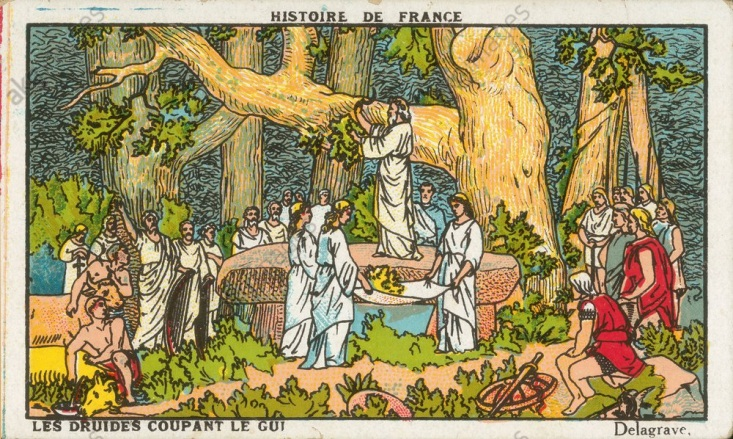 HISTOIRE DE FRANCE
LES DRUIDES COUPANT LE GUI
Delagrave.